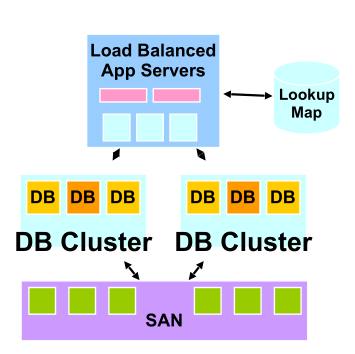 Load Balanced
App Servers
Lookup
Map
DB DB DB
DB Cluster
DB DB DB
DB Cluster
SAN